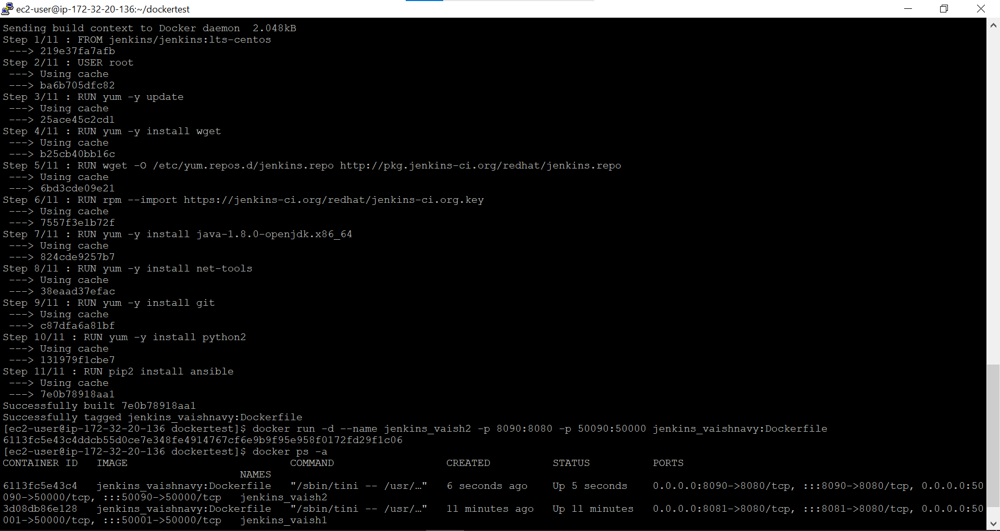 ec2-user@ip-172-32-20-136:~/dockertest
Sending build context to Docker daemon  2.048kB
Step 1/11 : FROM jenkins/jenkins:lts-centos
 ---> 219e37fa7afb
Step 2/11 : USER root
 ---> Using cache
 ---> ba6b705dfc82
Step 3/11 : RUN yum -y update
 ---> Using cache
 ---> 25ace45c2cd1
Step 4/11 : RUN yum -y install wget
 ---> Using cache
 ---> b25cb40bb16c
Step 5/11 : RUN wget -O /etc/yum.repos.d/jenkins.repo http://pkg.jenkins-ci.org/redhat/jenkins.repo
 ---> Using cache
 ---> 6bd3cde09e21
Step 6/11 : RUN rpm --import https://jenkins-ci.org/redhat/jenkins-ci.org.key
 ---> Using cache
 ---> 7557f3e1b72f
Step 7/11 : RUN yum -y install java-1.8.0-openjdk.x86_64
 ---> Using cache
 ---> 824cde9257b7
Step 8/11 : RUN yum -y install net-tools
 ---> Using cache
 ---> 38eaad37efac
Step 9/11 : RUN yum -y install git
 ---> Using cache
 ---> c87dfa6a81bf
Step 10/11 : RUN yum -y install python2
 ---> Using cache
 ---> 131979f1cbe7
Step 11/11 : RUN pip2 install ansible
 ---> Using cache
 ---> 7e0b78918aa1
Successfully built 7e0b78918aa1
Successfully tagged jenkins_vaishnavy:Dockerfile
[ec2-user@ip-172-32-20-136 dockertest]$ docker run -d --name jenkins_vaish2 -p 8090:8080 -p 50090:50000 jenkins_vaishnavy:Dockerfile
6113fc5e43c4ddcb55d0ce7e348fe4914767cf6e9b9f95e958f0172fd29f1c06
[ec2-user@ip-172-32-20-136 dockertest]$ docker ps -a
CONTAINER ID   IMAGE                          COMMAND                  CREATED          STATUS          PORTS
                                      NAMES
6113fc5e43c4   jenkins_vaishnavy:Dockerfile   "/sbin/tini -- /usr/…"   6 seconds ago    Up 5 seconds    0.0.0.0:8090->8080/tcp, :::8090->8080/tcp, 0.0.0.0:50
090->50000/tcp, :::50090->50000/tcp   jenkins_vaish2
3d08db86e128   jenkins_vaishnavy:Dockerfile   "/sbin/tini -- /usr/…"   11 minutes ago   Up 11 minutes   0.0.0.0:8081->8080/tcp, :::8081->8080/tcp, 0.0.0.0:50
001->50000/tcp, :::50001->50000/tcp   jenkins_vaish1